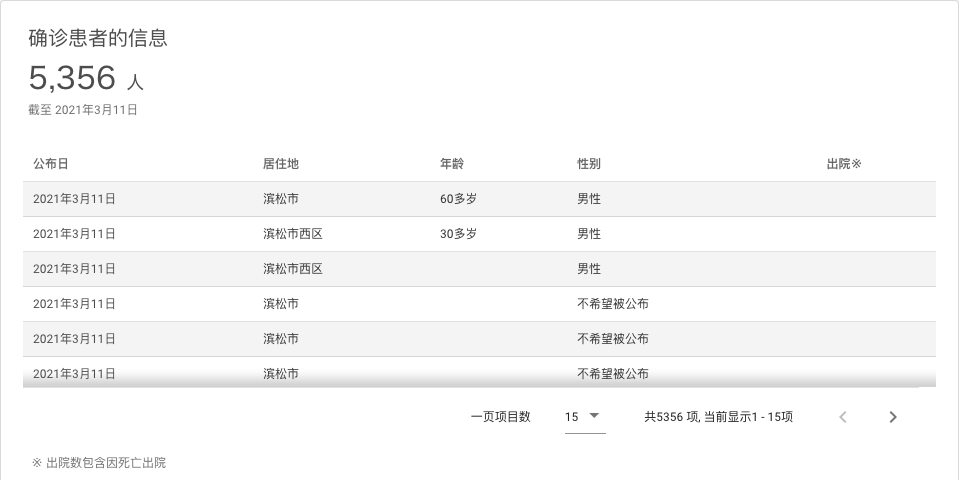 确诊患者的信息
5,356 人
截至 2021年3月11日
公布日 居住地 年龄 性别 出院※
2021年3月11日 滨松市 60多岁 男性
2021年3月11日 滨松市西区 30多岁 男性
2021年3月11日 滨松市西区 男性
2021年3月11日 滨松市 不希望被公布
2021年3月11日 滨松市 不希望被公布
2021年3月11日 滨松市 不希望被公布
一页项目数 15 共5356 项, 当前显示1 - 15项
※ 出院数包含因死亡出院